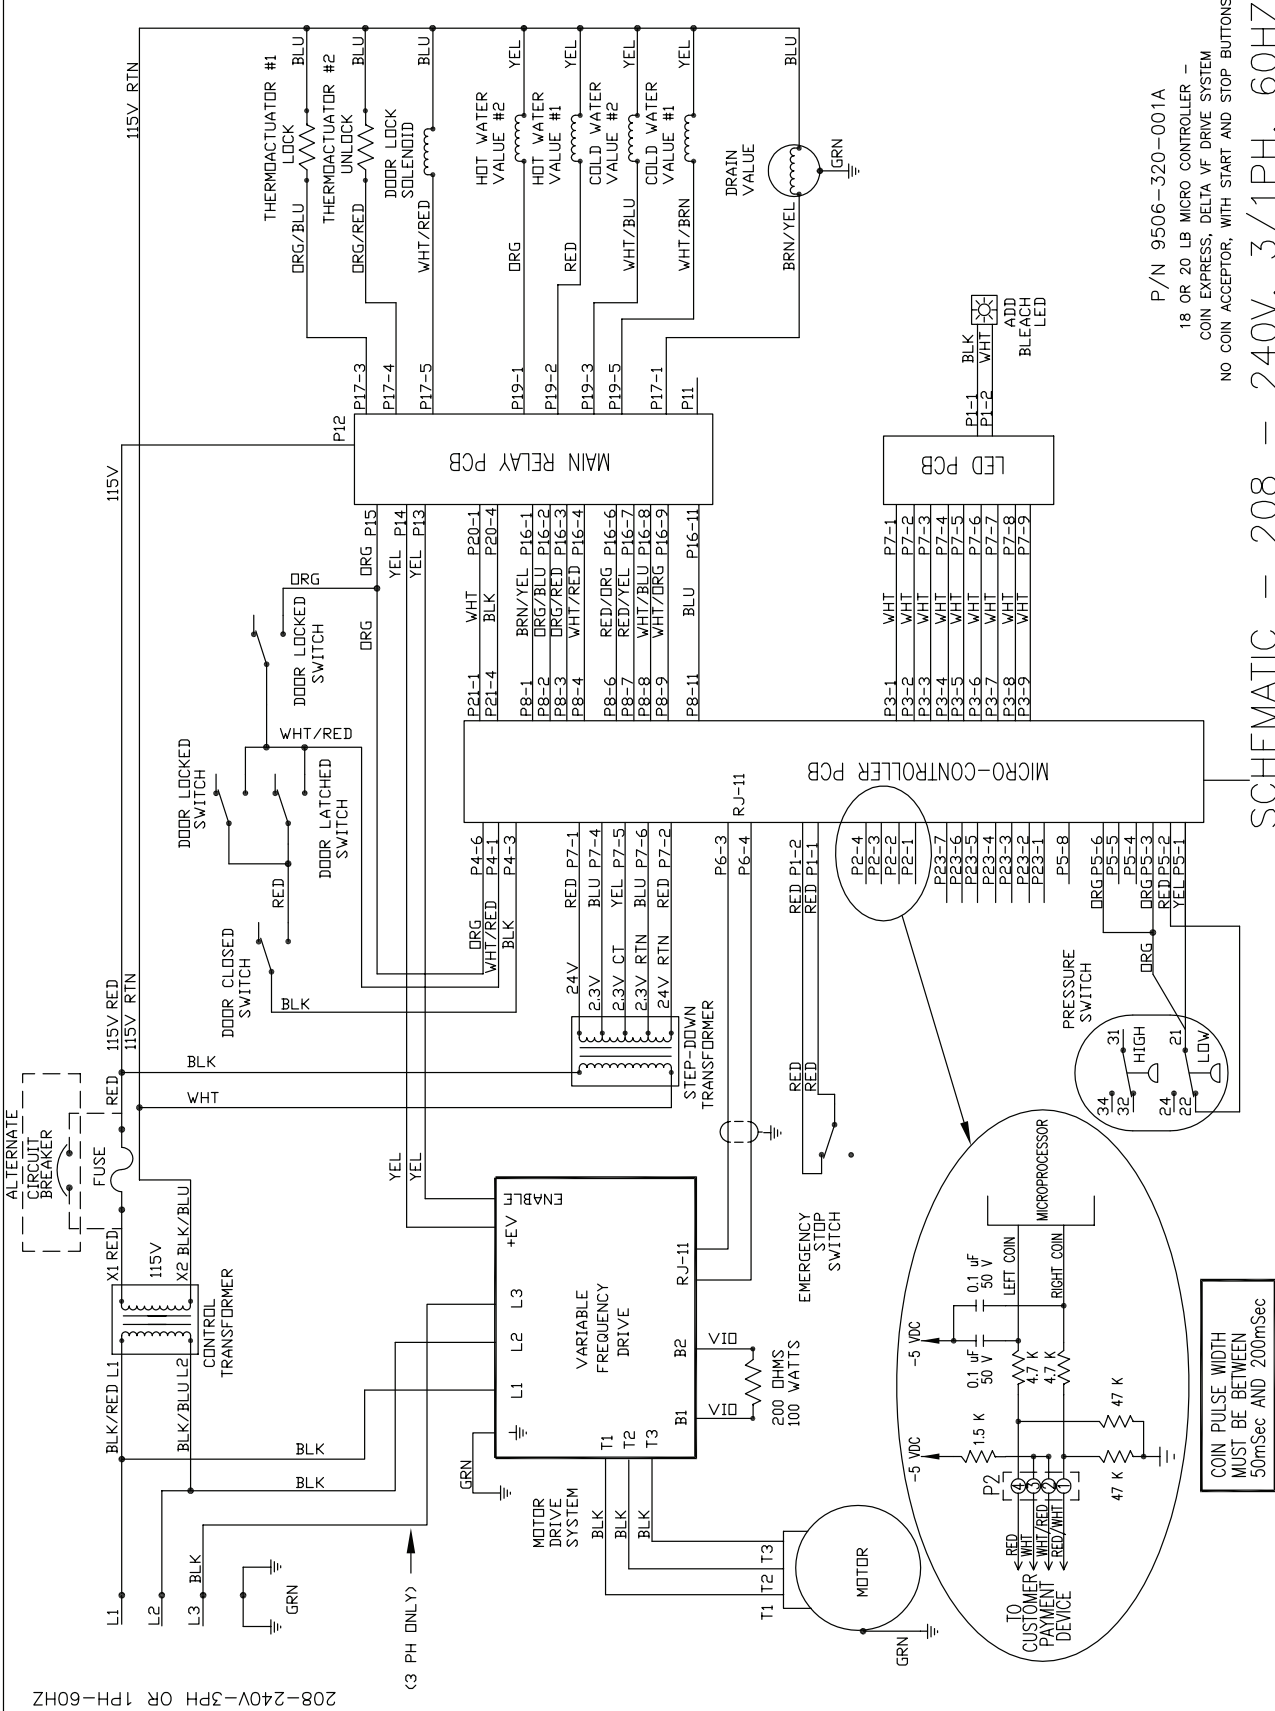 208-240V-3PH OR 1PH-60HZ
L1
L2
L3
BLK
GRN
(3 PH ONLY)
BLK/RED L1
BLK/BLU L2
CONTROL
TRANSFORMER
X1 RED
115V
X2 BLK/BLU
ALTERNATE
CIRCUIT
BREAKER
FUSE
RED
115V RED
115V RTN
115V
115V RTN
BLK
BLK
BLK
WHT
GRN
MOTOR
DRIVE
SYSTEM
BLK
BLK
BLK
T1
T2
T3
L1
L2
L3
+EV
ENABLE
VARIABLE
FREQUENCY
DRIVE
B1
B2
RJ-11
VIO
VIO
200 OHMS
100 WATTS
T1
T2
T3
MOTOR
GRN
YEL
YEL
DOOR CLOSED
SWITCH
BLK
RED
DOOR LOCKED
SWITCH
DOOR LATCHED
SWITCH
WHT/RED
DOOR LOCKED
SWITCH
ORG
ORG
ORG P15
YEL P14
YEL P13
P12
STEP-DOWN
TRANSFORMER
24V RED P7-1
2.3V BLU P7-4
2.3V CT YEL P7-5
2.3V RTN BLU P7-6
24V RTN RED P7-2
ORG P4-6
WHT/RED P4-1
BLK P4-3
P6-3
P6-4
RJ-11
EMERGENCY
STOP
SWITCH
RED
RED
RED P1-2
RED P1-1
P2-4
P2-3
P2-2
P2-1
P23-7
P23-6
P23-5
P23-4
P23-3
P23-2
P23-1
P5-8
ORG P5-6
P5-5
P5-4
ORG P5-3
RED P5-2
YEL P5-1
ORG
PRESSURE
SWITCH
34
32
31
HIGH
24
22
21
LOW
MICRO-CONTROLLER PCB
P21-1 WHT P20-1
P21-4 BLK P20-4
P8-1 BRN/YEL P16-1
P8-2 ORG/BLU P16-2
P8-3 ORG/RED P16-3
P8-4 WHT/RED P16-4
P8-6 RED/ORG P16-6
P8-7 RED/YEL P16-7
P8-8 WHT/BLU P16-8
P8-9 WHT/ORG P16-9
P8-11 BLU P16-11
MAIN RELAY PCB
P17-3
P17-4
P17-5
P19-1
P19-2
P19-3
P19-5
P17-1
P11
THERMOACTUATOR #1
LOCK
ORG/BLU
BLU
THERMOACTUATOR #2
UNLOCK
ORG/RED
BLU
DOOR LOCK
SOLENOID
WHT/RED
BLU
HOT WATER
VALUE #2
ORG
YEL
HOT WATER
VALUE #1
RED
YEL
COLD WATER
VALUE #2
WHT/BLU
YEL
COLD WATER
VALUE #1
WHT/BRN
YEL
DRAIN
VALUE
BRN/YEL
BLU
GRN
P3-1 WHT P7-1
P3-2 WHT P7-2
P3-3 WHT P7-3
P3-4 WHT P7-4
P3-5 WHT P7-5
P3-6 WHT P7-6
P3-7 WHT P7-7
P3-8 WHT P7-8
P3-9 WHT P7-9
LED PCB
P1-1 BLK
P1-2 WHT
ADD
BLEACH
LED
TO
CUSTOMER
PAYMENT
DEVICE
RED
WHT
WHT/RED
RED/WHT
P2
4
3
2
1
-5 VDC
1.5 K
47 K
47 K
4.7 K
4.7 K
-5 VDC
0.1 uF
50 V
0.1 uF
50 V
LEFT COIN
RIGHT COIN
MICROPROCESSOR
COIN PULSE WIDTH
MUST BE BETWEEN
50mSec AND 200mSec
P/N 9506-320-001A
18 OR 20 LB MICRO CONTROLLER -
COIN EXPRESS, DELTA VF DRIVE SYSTEM
NO COIN ACCEPTOR, WITH START AND STOP BUTTONS
SCHEMATIC - 208 - 240V, 3/1PH, 60HZ